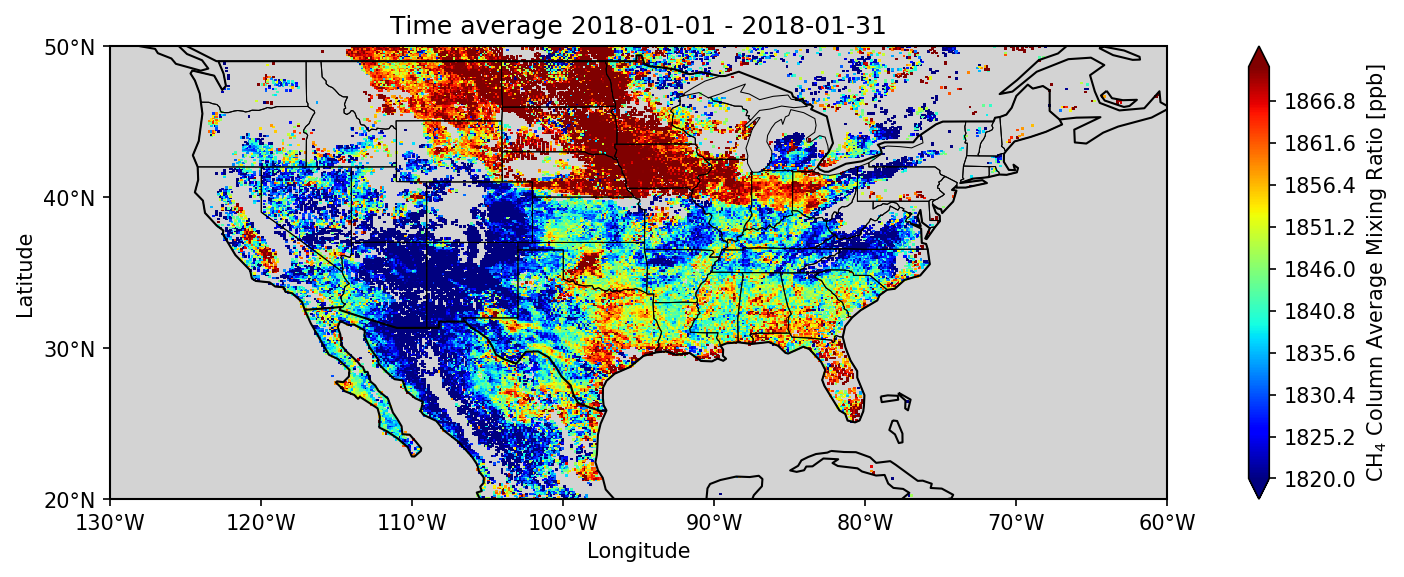 Time average 2018-01-01 - 2018-01-31
50°N
40°N
30°N
20°N
Latitude
130°W
120°W
110°W
100°W
90°W
80°W
70°W
60°W
Longitude
1866.8
1861.6
1856.4
1851.2
1846.0
1840.8
1835.6
1830.4
1825.2
1820.0
CH₄ Column Average Mixing Ratio [ppb]